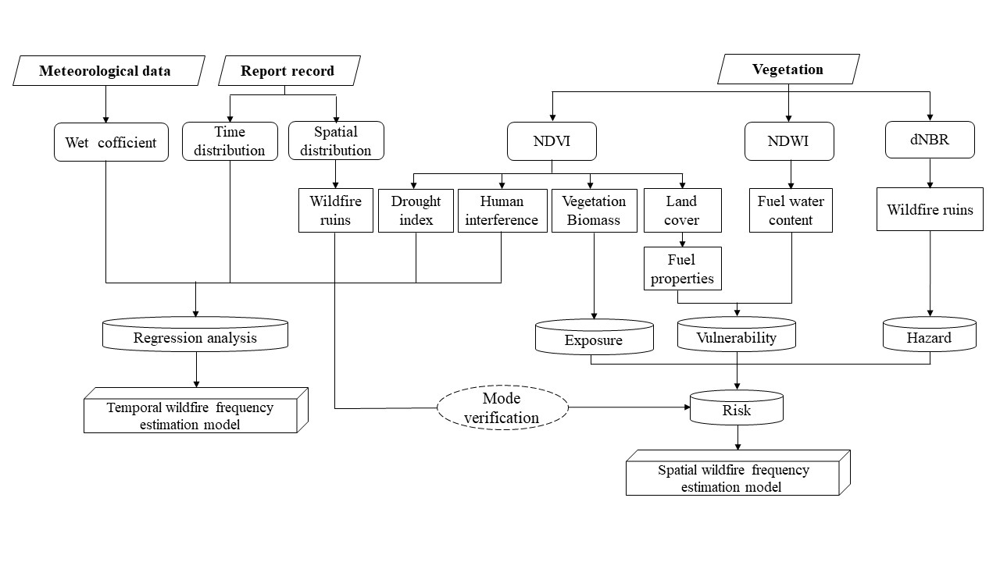 Meteorological data
Report record
Vegetation
Wet cofficient
Time
distribution
Spatial
distribution
NDVI
NDWI
dNBR
Wildfire
ruins
Drought
index
Human
interference
Vegetation
Biomass
Land
cover
Fuel water
content
Wildfire ruins
Fuel
properties
Regression analysis
Exposure
Vulnerability
Hazard
Temporal wildfire frequency
estimation model
Mode
verification
Risk
Spatial wildfire frequency
estimation model